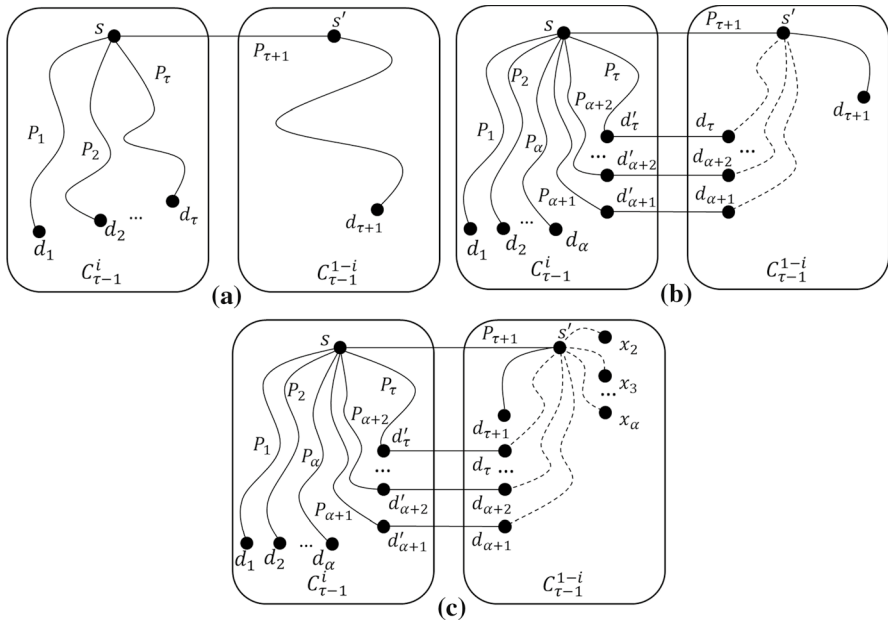 s P_{τ+1} s′
P_τ
P_1 P_2
d_1 d_2 ... d_τ d_{τ+1}
C^i_{τ-1} C^{1-i}_{τ-1}
(a)
s P_{τ+1} s′
P_1 P_2 P_τ
P_{α+2} d′_τ d_τ d_{τ+1}
P_α ... d′_{α+2} d_{α+2} ...
P_{α+1} d′_{α+1} d_{α+1}
d_1 d_2 ... d_α
C^i_{τ-1} C^{1-i}_{τ-1}
(b)
s P_{τ+1} s′ x_2
P_2 P_τ x_3
P_1 P_{α+2} ... x_α
P_α d′_τ d_{τ+1}
... d_τ ...
P_{α+1} d′_{α+2} d_{α+2}
d′_{α+1} d_{α+1}
d_1 d_2 ... d_α
C^i_{τ-1} C^{1-i}_{τ-1}
(c)